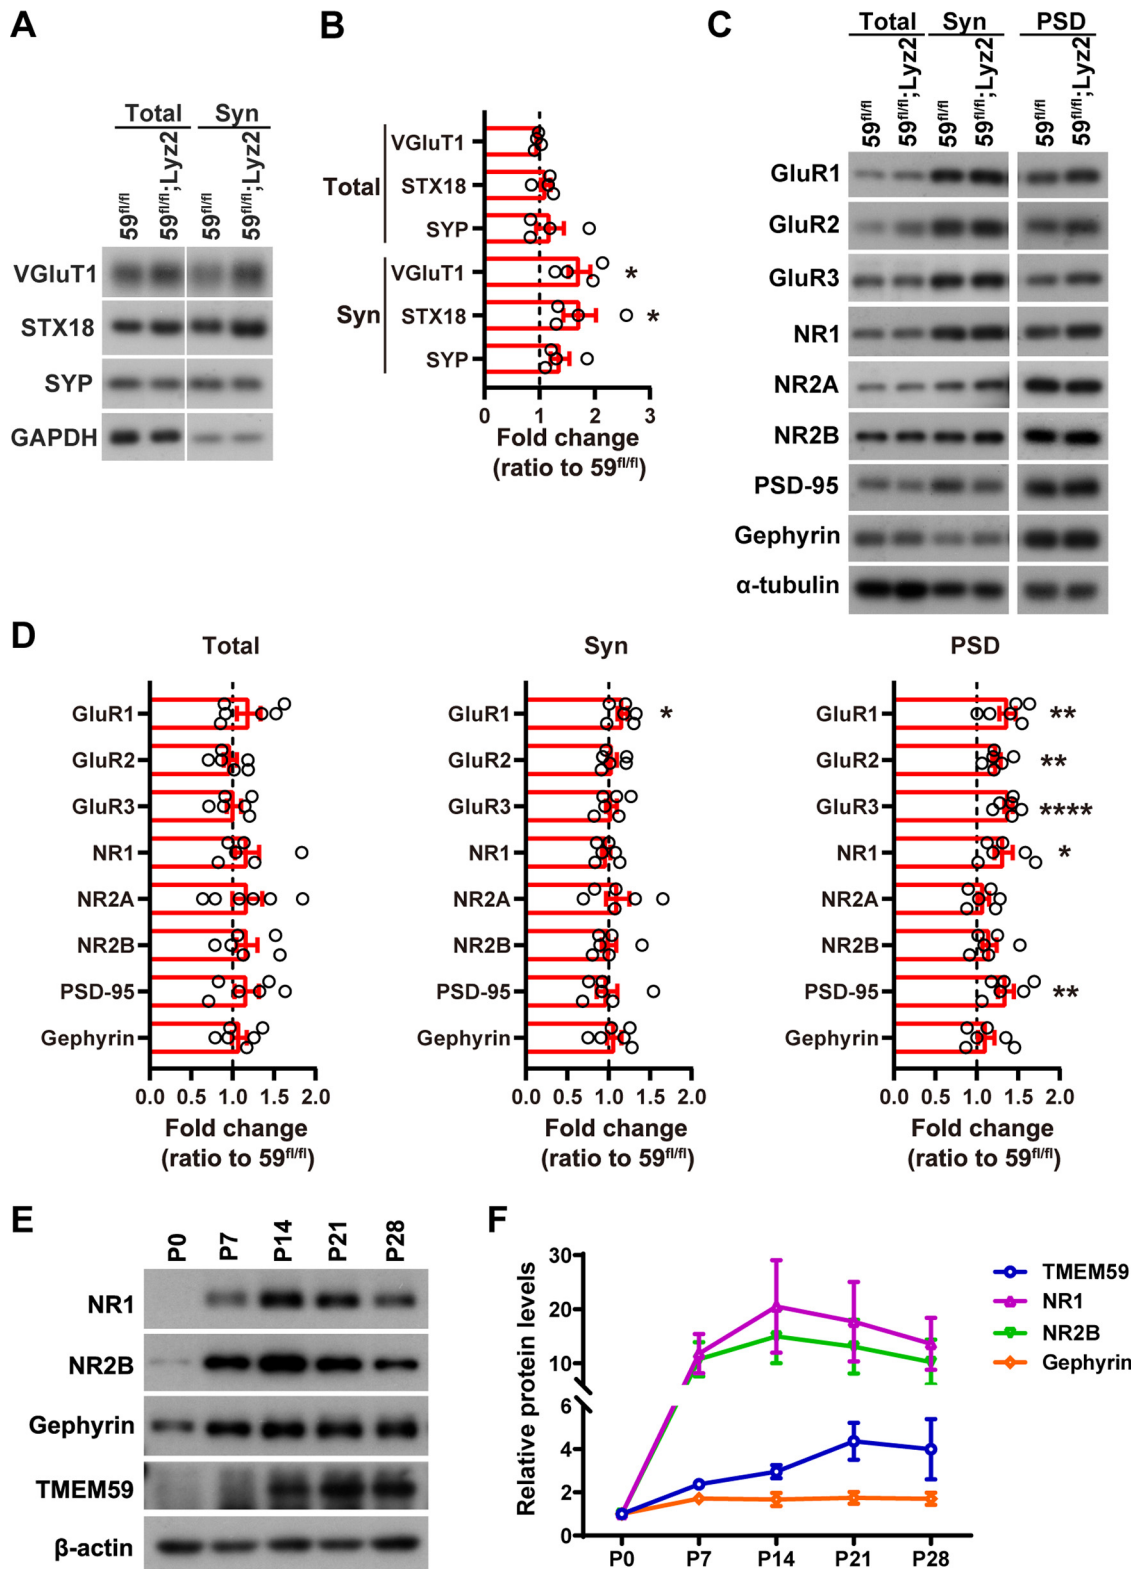 A
Total Syn
59fl/fl
59fl/fl;Lyz2
59fl/fl
59fl/fl;Lyz2
VGluT1
STX18
SYP
GAPDH
B
Total
VGluT1
STX18
SYP
Syn
VGluT1 *
STX18 *
SYP
0 1 2 3
Fold change
(ratio to 59fl/fl)
C
Total Syn PSD
59fl/fl
59fl/fl;Lyz2
59fl/fl
59fl/fl;Lyz2
59fl/fl
59fl/fl;Lyz2
GluR1
GluR2
GluR3
NR1
NR2A
NR2B
PSD-95
Gephyrin
α-tubulin
D
Total
GluR1
GluR2
GluR3
NR1
NR2A
NR2B
PSD-95
Gephyrin
0.0 0.5 1.0 1.5 2.0
Fold change
(ratio to 59fl/fl)
Syn
GluR1 *
GluR2
GluR3
NR1
NR2A
NR2B
PSD-95
Gephyrin
0.0 0.5 1.0 1.5 2.0
Fold change
(ratio to 59fl/fl)
PSD
GluR1 **
GluR2 **
GluR3 ****
NR1 *
NR2A
NR2B
PSD-95 **
Gephyrin
0.0 0.5 1.0 1.5 2.0
Fold change
(ratio to 59fl/fl)
E
P0 P7 P14 P21 P28
NR1
NR2B
Gephyrin
TMEM59
β-actin
F
Relative protein levels
30
20
10
6
4
2
0
P0 P7 P14 P21 P28
TMEM59
NR1
NR2B
Gephyrin